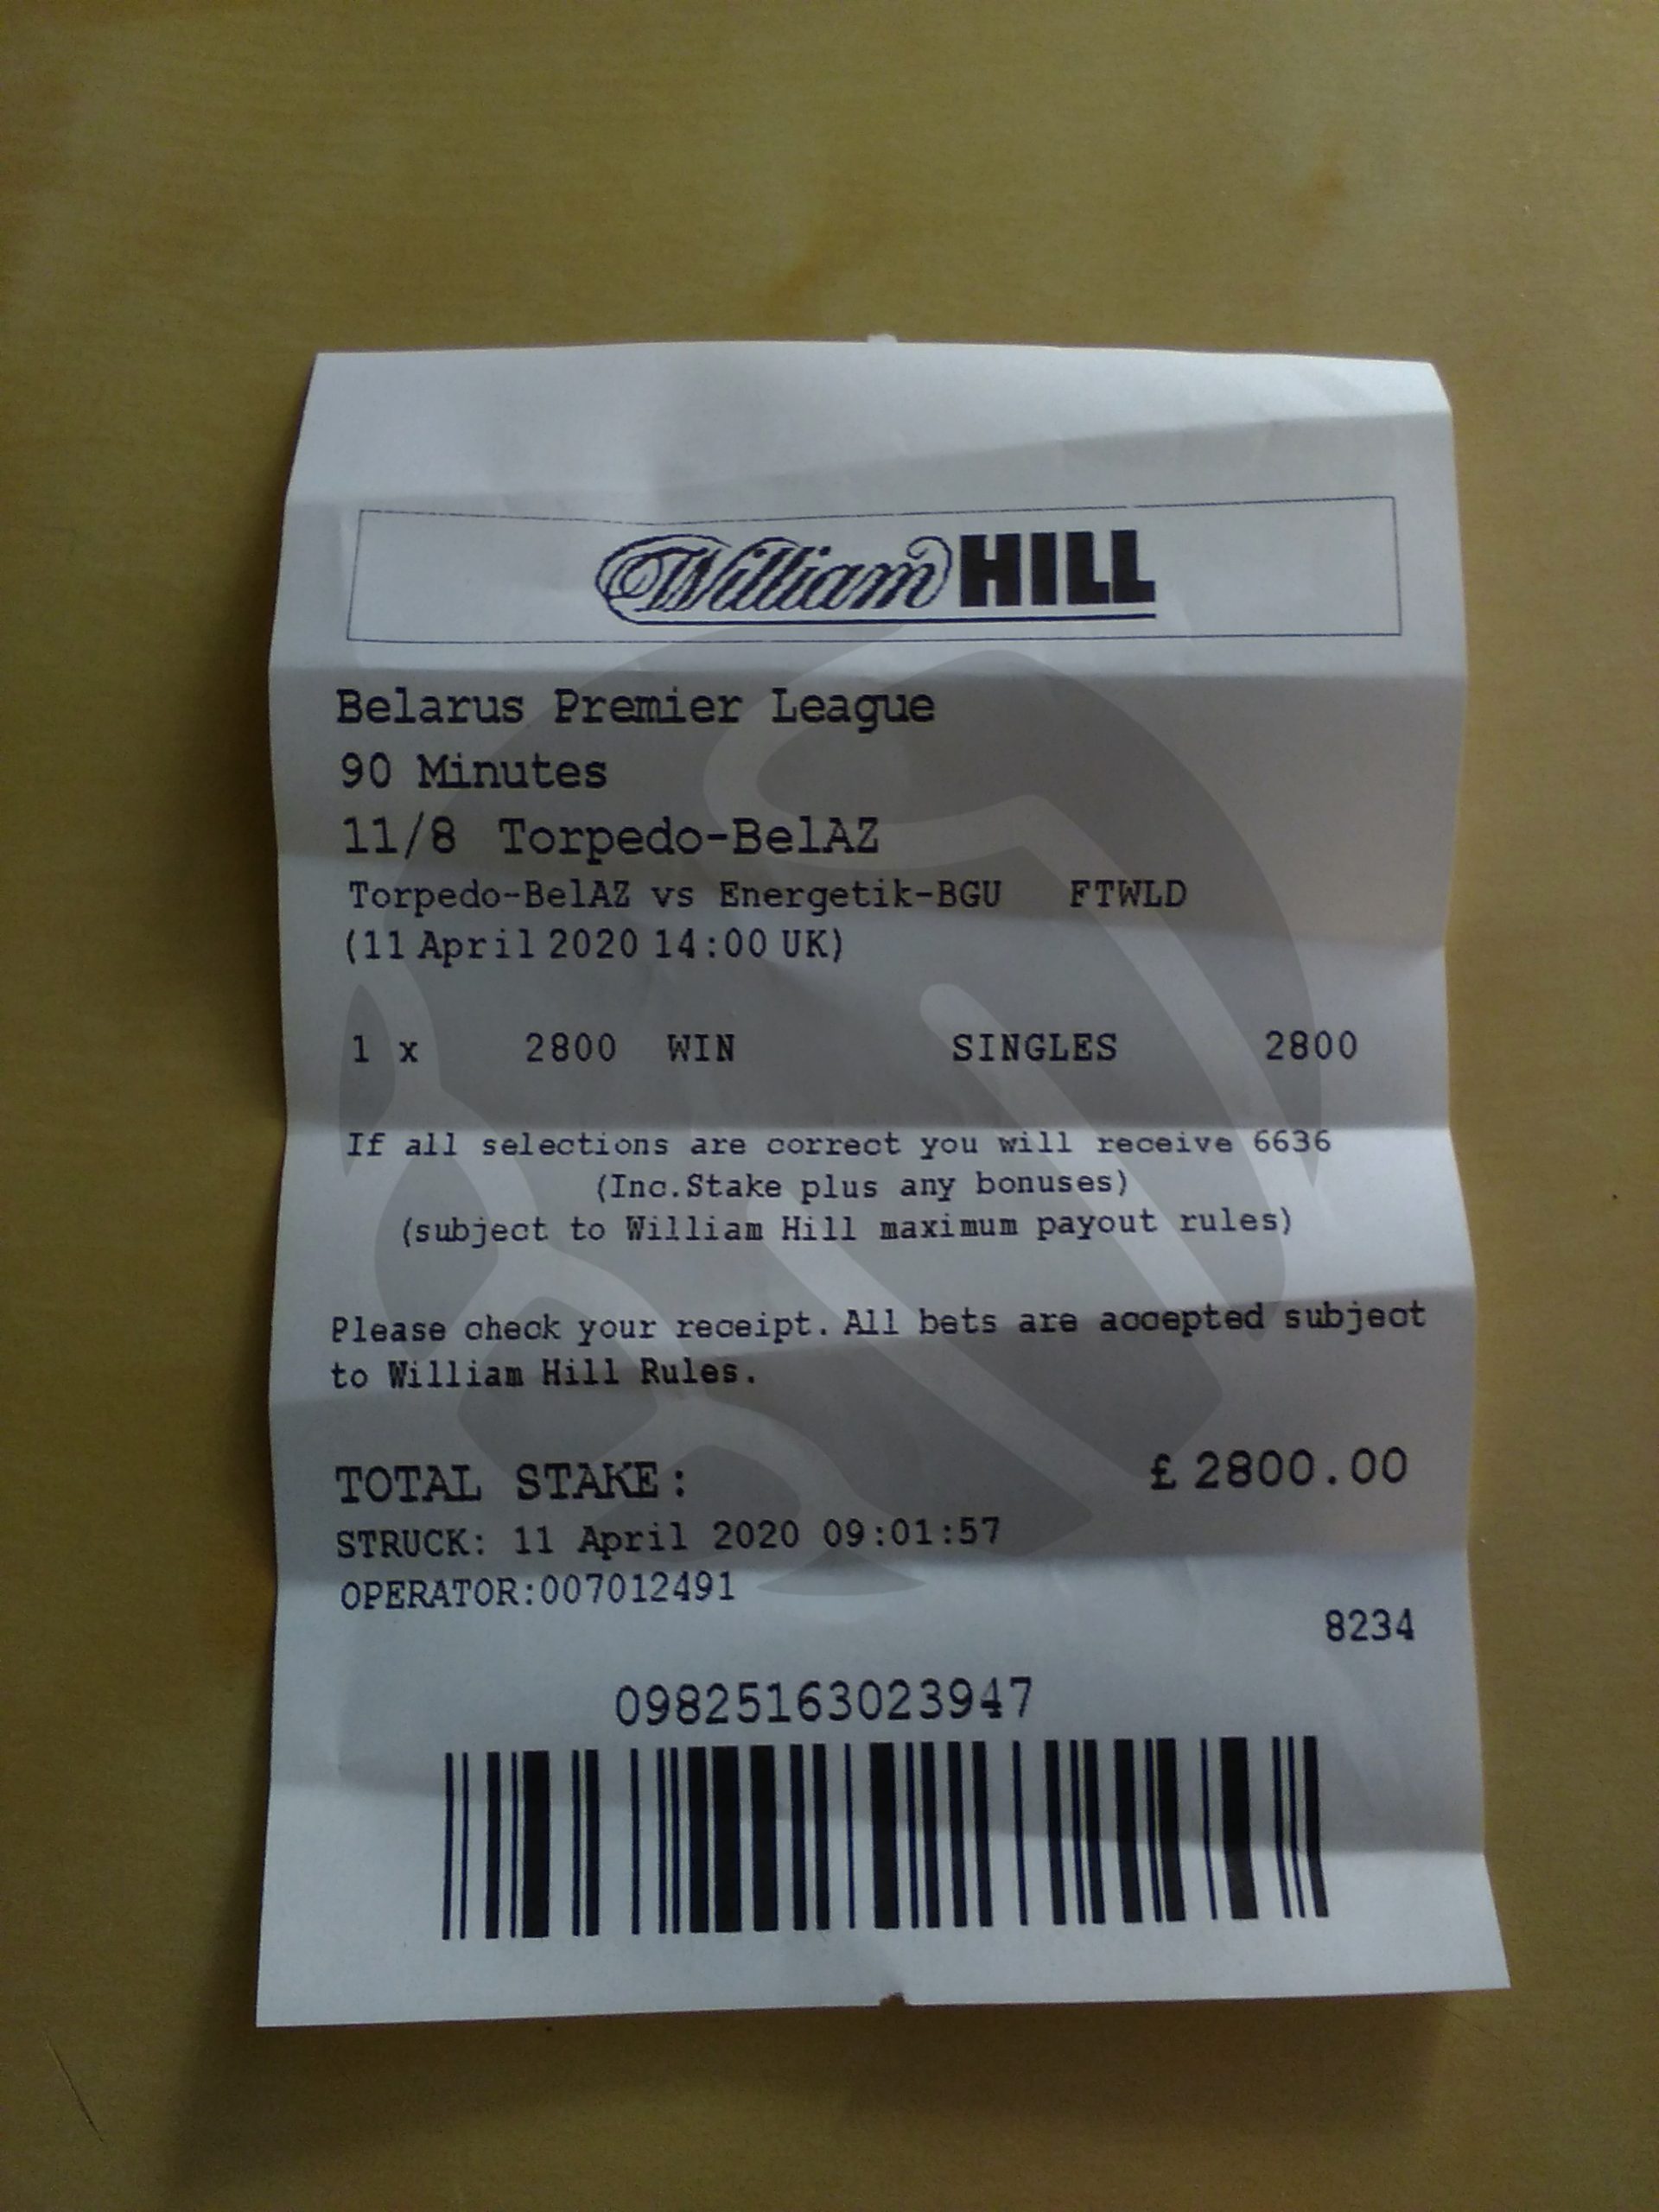 William HILL
Belarus Premier League
90 Minutes
11/8 Torpedo-BelAZ
Torpedo-BelAZ vs Energetik-BGU FTWLD
(11 April 2020 14:00 UK)
1 x 2800 WIN SINGLES 2800
If all selections are correct you will receive 6636
(Inc.Stake plus any bonuses)
(subject to William Hill maximum payout rules)
Please check your receipt. All bets are accepted subject
to William Hill Rules.
TOTAL STAKE: £ 2800.00
STRUCK: 11 April 2020 09:01:57
OPERATOR:007012491
8234
09825163023947